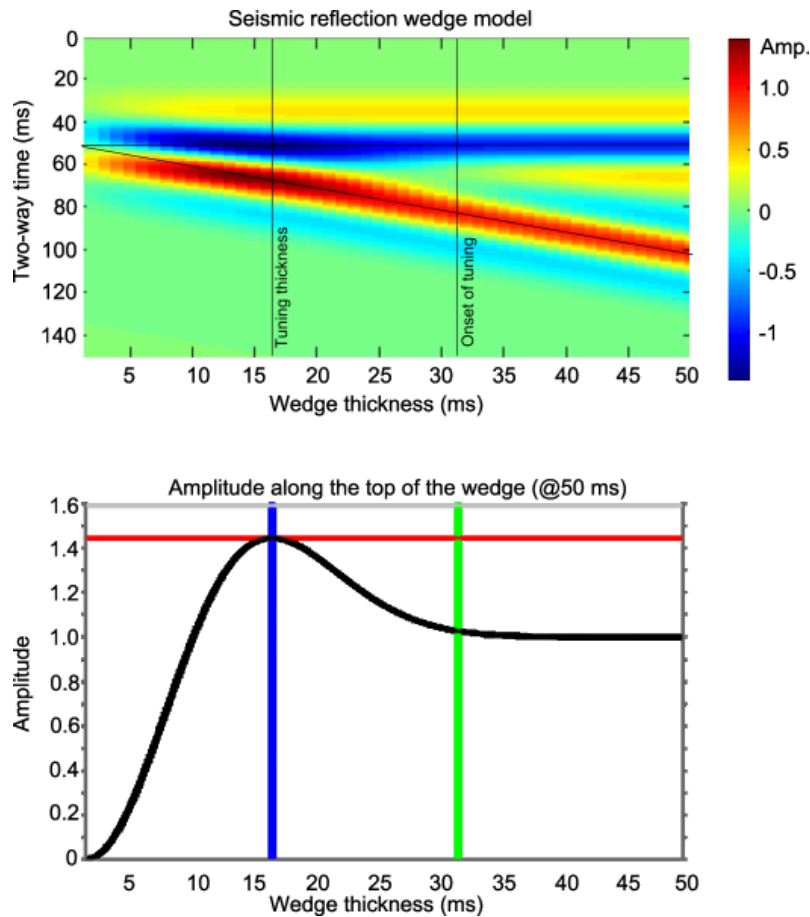 Seismic reflection wedge model
0
20
40
60
80
100
120
140
Two-way time (ms)
Tuning thickness
Onset of tuning
5 10 15 20 25 30 35 40 45 50
Wedge thickness (ms)
Amp.
1.0
0.5
0
-0.5
-1
Amplitude along the top of the wedge (@50 ms)
1.6
1.4
1.2
1.0
0.8
0.6
0.4
0.2
0
Amplitude
5 10 15 20 25 30 35 40 45 50
Wedge thickness (ms)